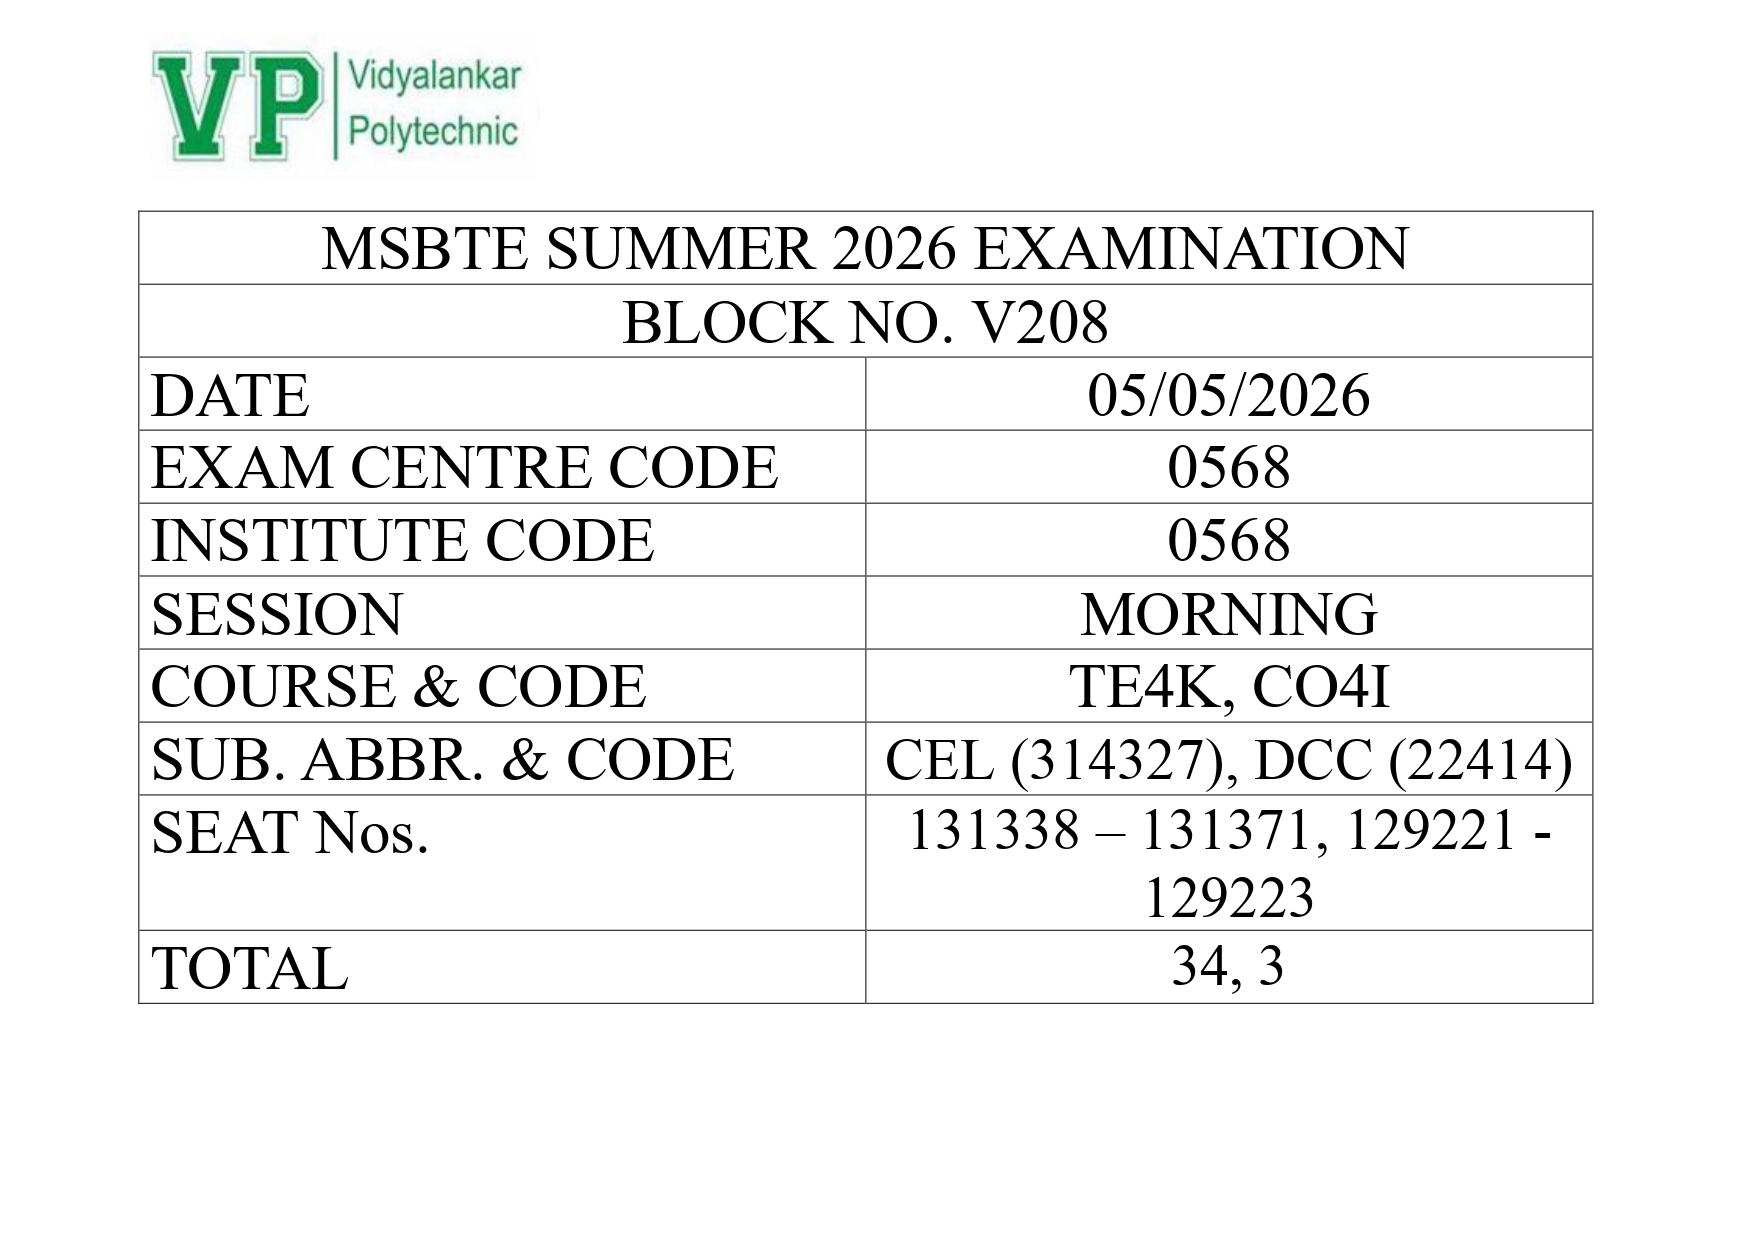 VP Vidyalankar
Polytechnic
MSBTE SUMMER 2026 EXAMINATION
BLOCK NO. V208
DATE 05/05/2026
EXAM CENTRE CODE 0568
INSTITUTE CODE 0568
SESSION MORNING
COURSE & CODE TE4K, CO4I
SUB. ABBR. & CODE CEL (314327), DCC (22414)
SEAT Nos. 131338 – 131371, 129221 -
129223
TOTAL 34, 3